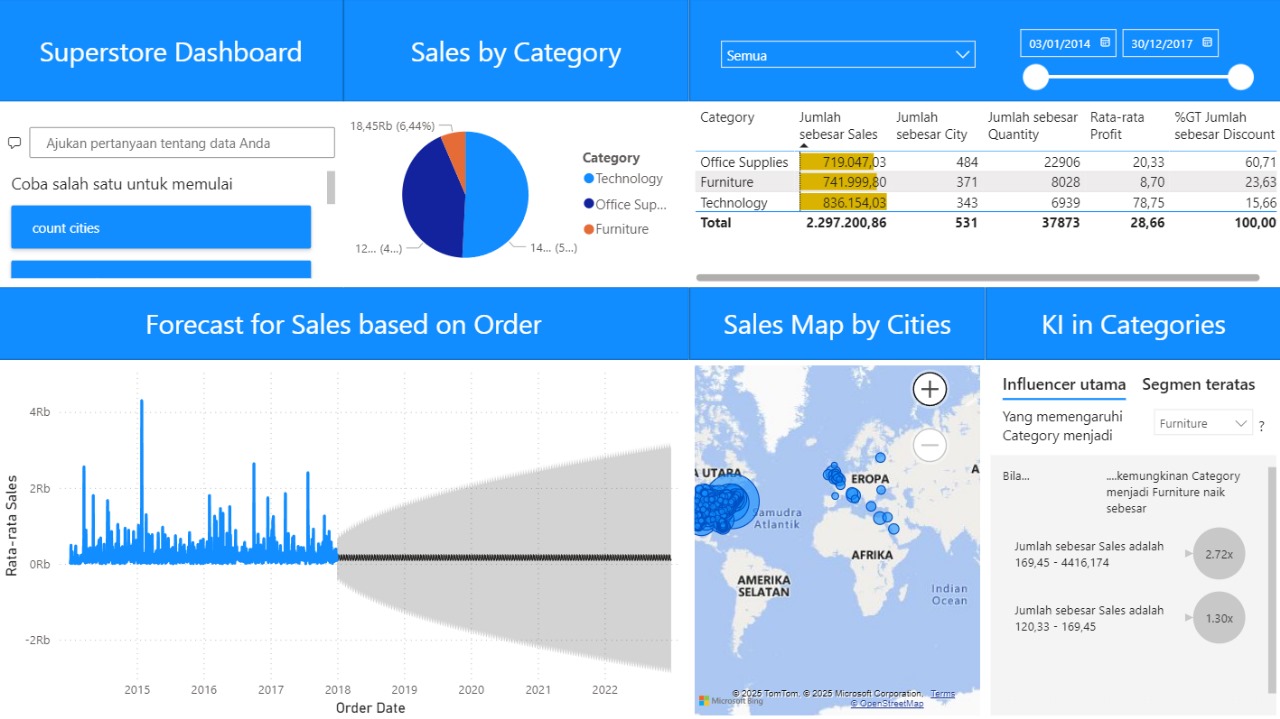 Superstore Dashboard
Sales by Category
Semua
03/01/2014
30/12/2017
Ajukan pertanyaan tentang data Anda
Coba salah satu untuk memulai
count cities
18,45Rb (6,44%)
12... (4...)
14... (5...)
Category
Technology
Office Sup...
Furniture
Category Jumlah sebesar Sales Jumlah sebesar City Jumlah sebesar Quantity Rata-rata Profit %GT Jumlah sebesar Discount
Office Supplies 719.047,03 484 22906 20,33 60,71
Furniture 741.999,80 371 8028 8,70 23,63
Technology 836.154,03 343 6939 78,75 15,66
Total 2.297.200,86 531 37873 28,66 100,00
Forecast for Sales based on Order
Rata-rata Sales
4Rb
2Rb
0Rb
-2Rb
2015 2016 2017 2018 2019 2020 2021 2022
Order Date
Sales Map by Cities
A UTARA
EROPA
A
Samudra
Atlantik
AFRIKA
AMERIKA
SELATAN
Indian
Ocean
Microsoft Bing
© 2025 TomTom, © 2025 Microsoft Corporation, Terms
© OpenStreetMap
KI in Categories
Influencer utama Segmen teratas
Yang memengaruhi
Category menjadi
Furniture
?
Bila...
....kemungkinan Category
menjadi Furniture naik
sebesar
Jumlah sebesar Sales adalah
169,45 - 4416,174
2.72x
Jumlah sebesar Sales adalah
120,33 - 169,45
1.30x